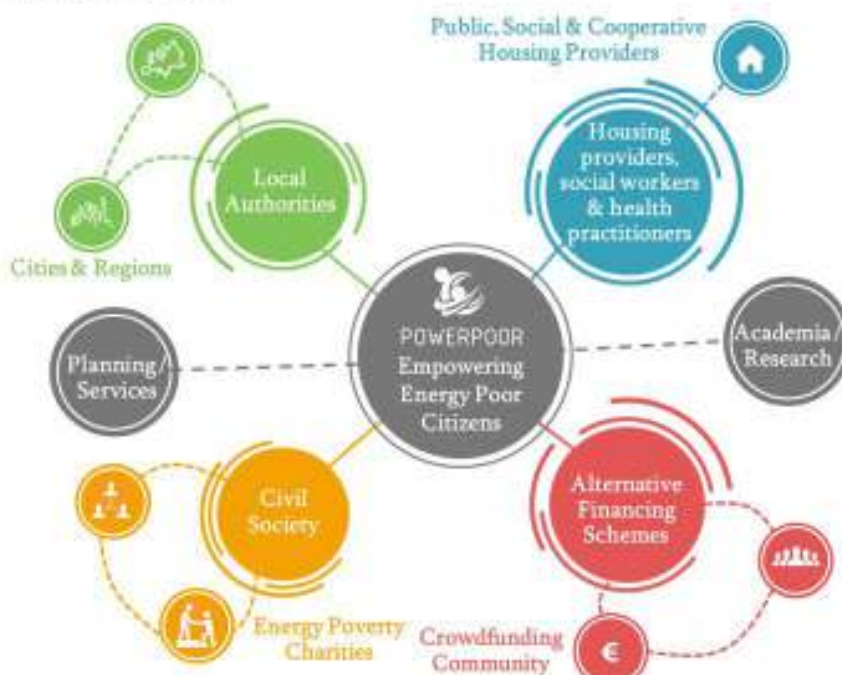 Public, Social & Cooperative
Housing Providers
Local
Authorities
Housing
providers,
social workers
& health
practitioners
Cities & Regions
POWERPOOR
Empowering
Energy Poor
Citizens
Planning/
Services
Academia/
Research
Civil
Society
Alternative
Financing
Schemes
Energy Poverty
Charities
Crowdfunding
Community
€